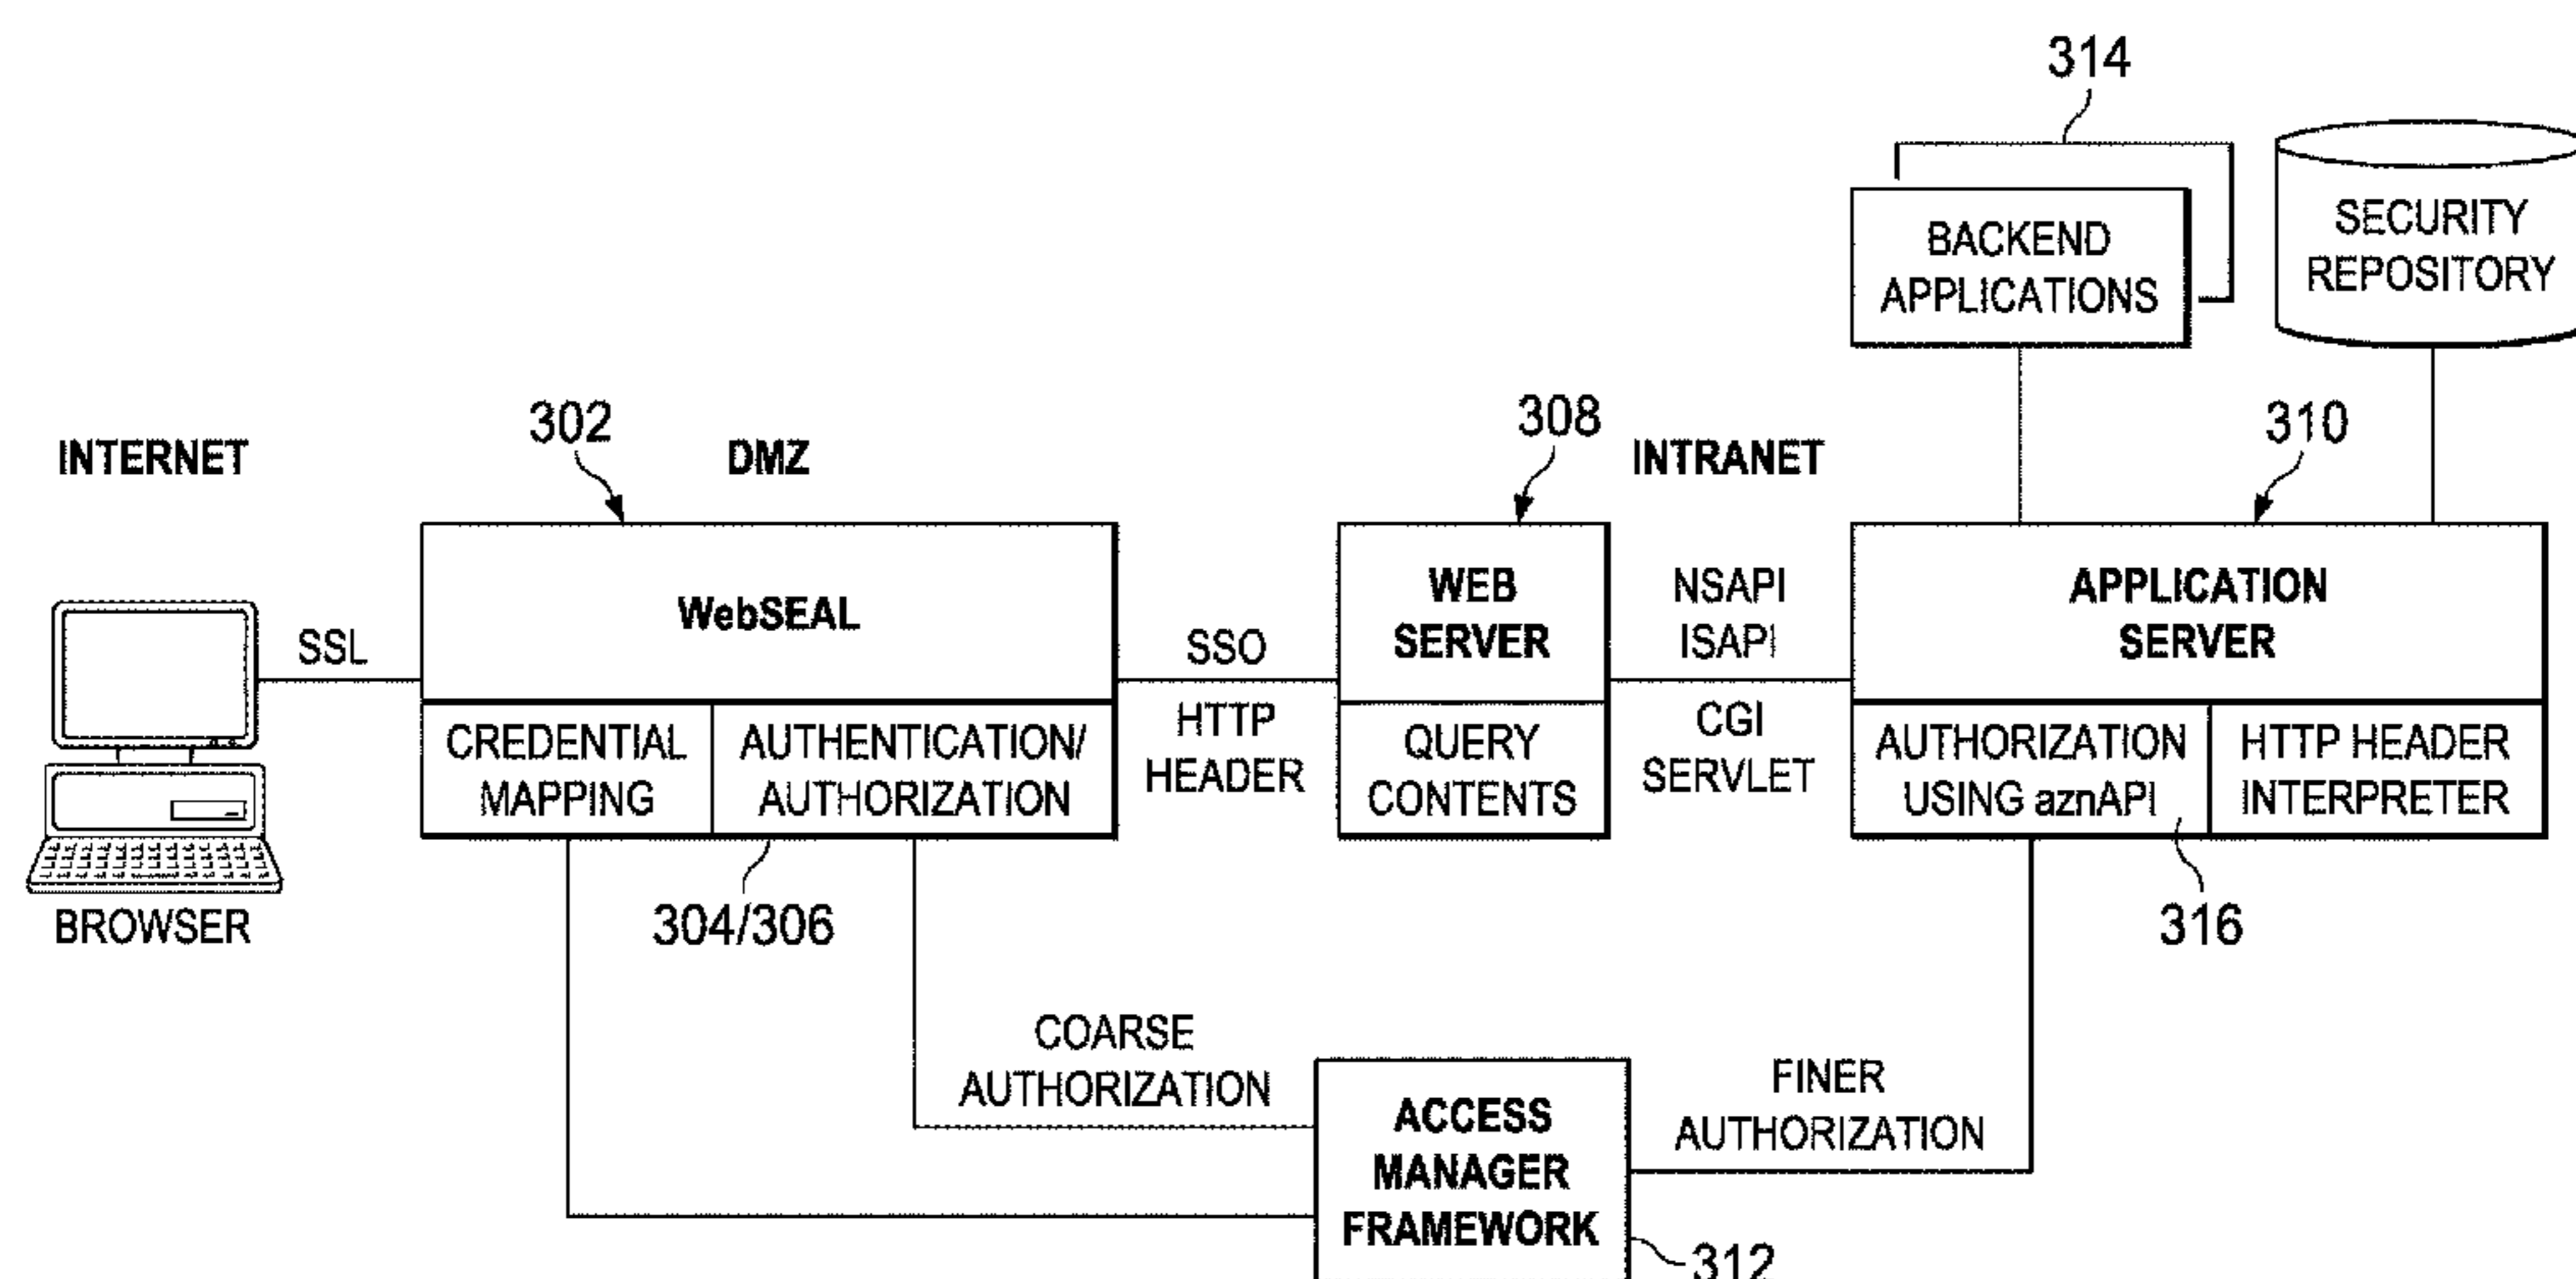 314
BACKEND
APPLICATIONS
SECURITY
REPOSITORY
INTERNET
302
DMZ
308
INTRANET
310
SSL
WebSEAL
SSO
HTTP
HEADER
WEB
SERVER
NSAPI
ISAPI
CGI
SERVLET
APPLICATION
SERVER
CREDENTIAL
MAPPING
AUTHENTICATION/
AUTHORIZATION
QUERY
CONTENTS
AUTHORIZATION
USING aznAPI
HTTP HEADER
INTERPRETER
BROWSER
304/306
316
COARSE
AUTHORIZATION
ACCESS
MANAGER
FRAMEWORK
FINER
AUTHORIZATION
312